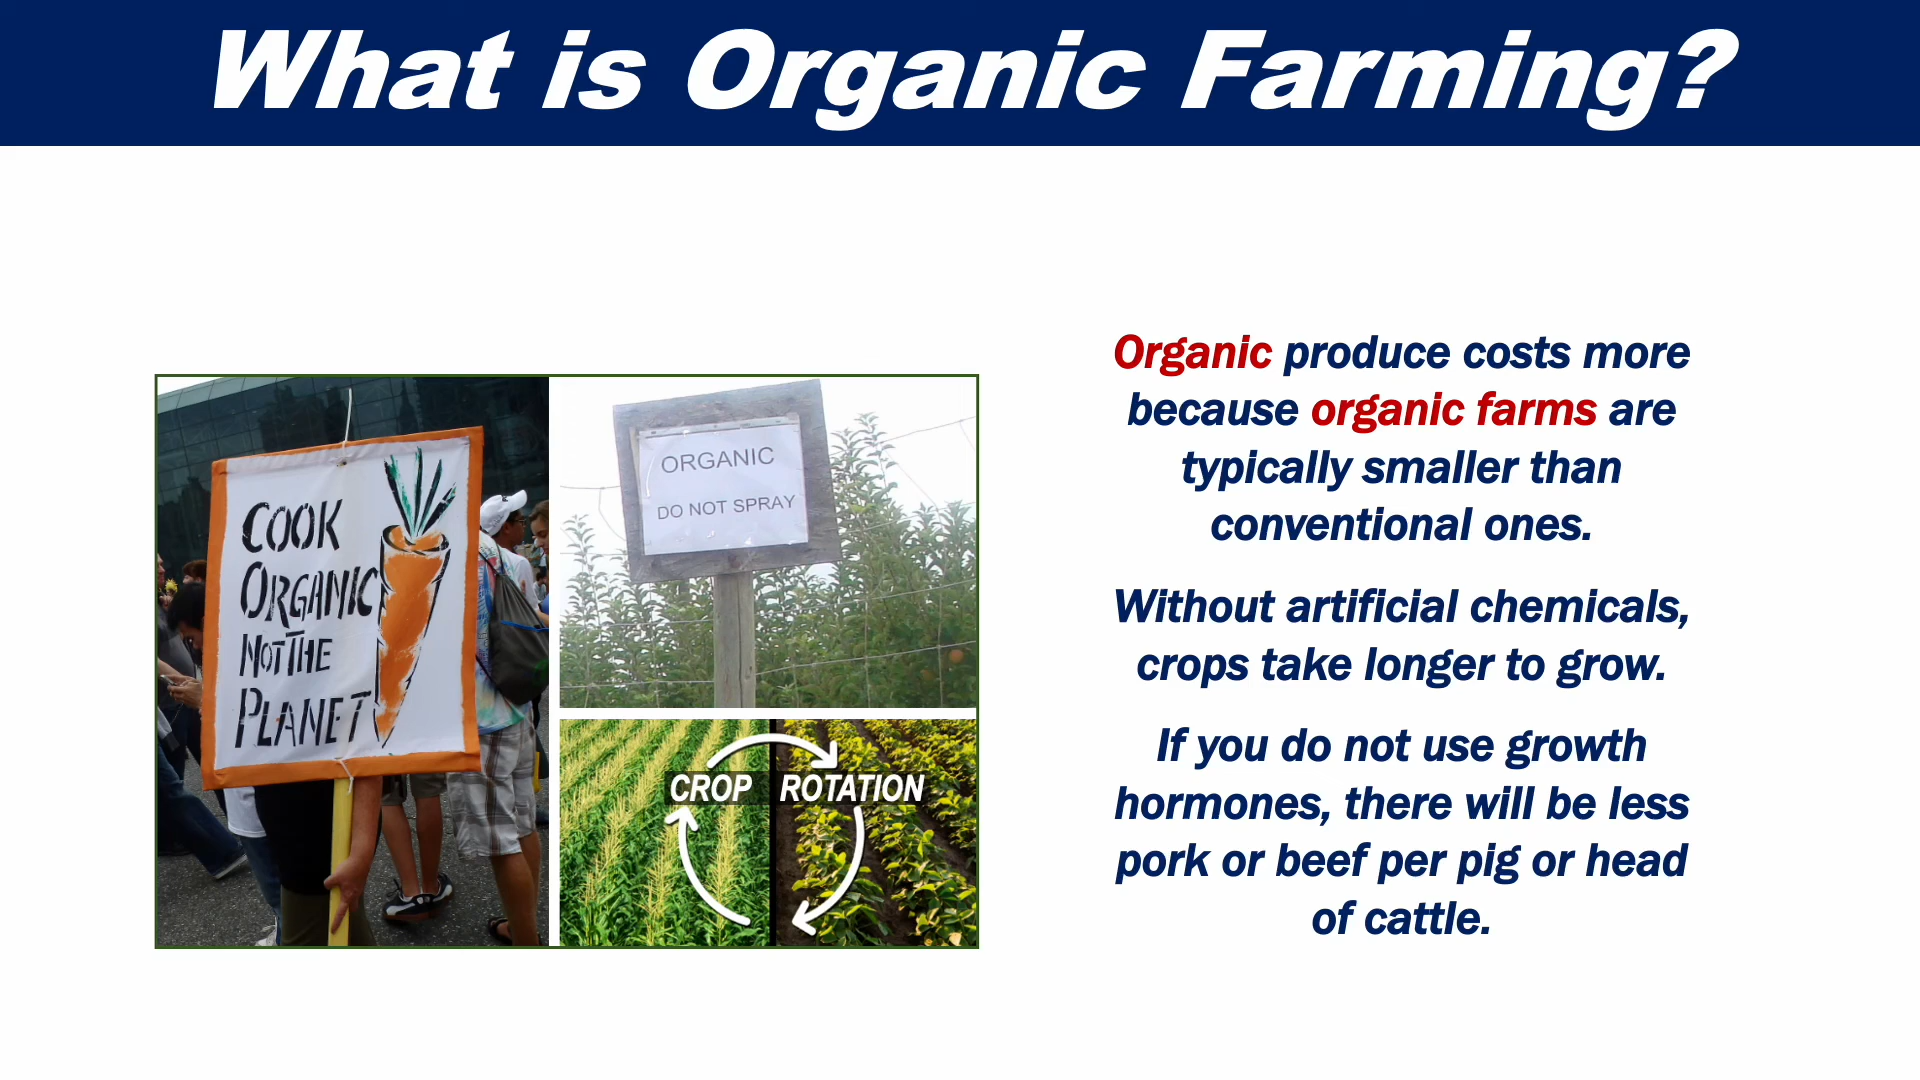 What is Organic Farming?
COOK
ORGANIC
NOT THE
PLANET
ORGANIC
DO NOT SPRAY
CROP ROTATION
Organic produce costs more
because organic farms are
typically smaller than
conventional ones.
Without artificial chemicals,
crops take longer to grow.
If you do not use growth
hormones, there will be less
pork or beef per pig or head
of cattle.